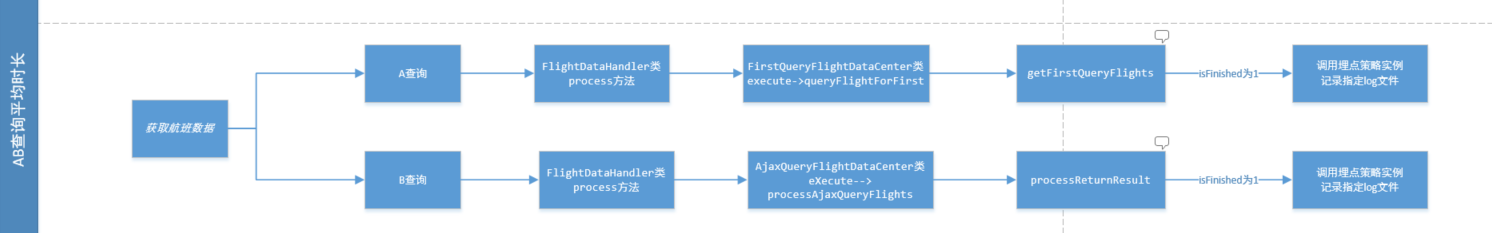 AB查询平均时长
获取航班数据
A查询
FlightDataHandler类
process方法
FirstQueryFlightDataCenter类
execute->queryFlightForFirst
getFirstQueryFlights
isFinished为1
调用埋点策略实例
记录指定log文件
B查询
FlightDataHandler类
process方法
AjaxQueryFlightDataCenter类
eXecute-->
processAjaxQueryFlights
processReturnResult
isFinished为1
调用埋点策略实例
记录指定log文件